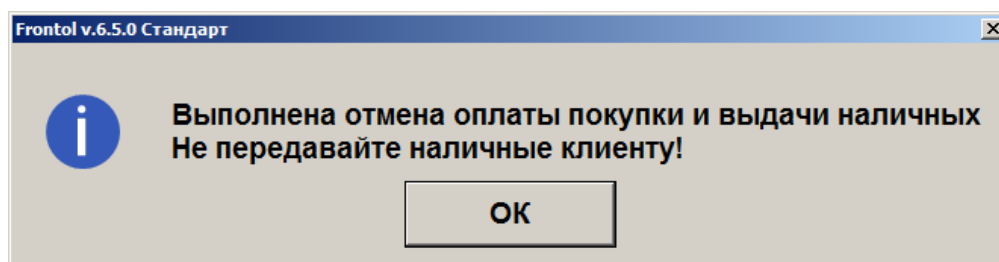 Frontol v.6.5.0 Стандарт
Выполнена отмена оплаты покупки и выдачи наличных
Не передавайте наличные клиенту!
ОК